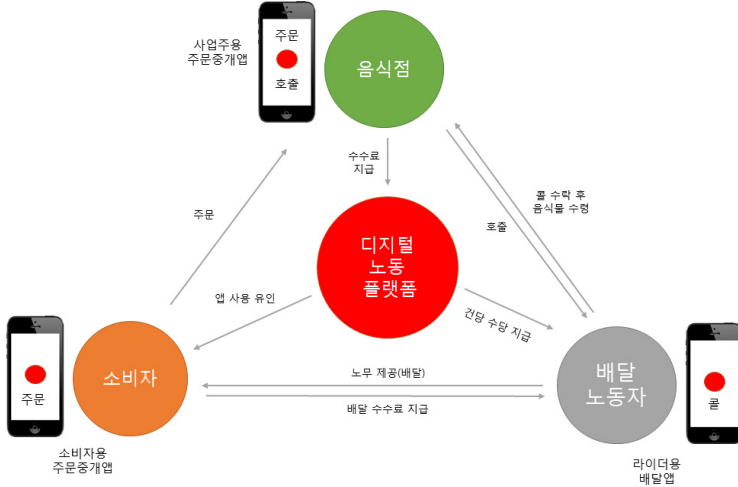 사업주용
주문중개앱
주문
호출
음식점
수수료
지급
콜 수락 후
음식물 수령
주문
호출
디지털
노동
플랫폼
앱 사용 유인
건당 수당 지급
주문
소비자
노무 제공(배달)
배달 수수료 지급
배달
노동자
콜
소비자용
주문중개앱
라이더용
배달앱